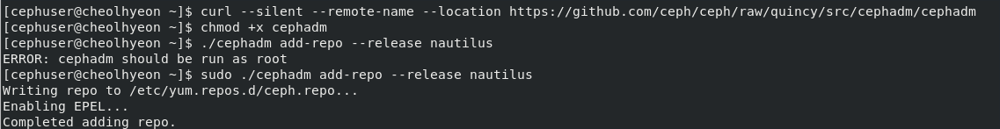 [cephuser@cheolhyeon ~]$ curl --silent --remote-name --location https://github.com/ceph/ceph/raw/quincy/src/cephadm/cephadm
[cephuser@cheolhyeon ~]$ chmod +x cephadm
[cephuser@cheolhyeon ~]$ ./cephadm add-repo --release nautilus
ERROR: cephadm should be run as root
[cephuser@cheolhyeon ~]$ sudo ./cephadm add-repo --release nautilus
Writing repo to /etc/yum.repos.d/ceph.repo...
Enabling EPEL...
Completed adding repo.